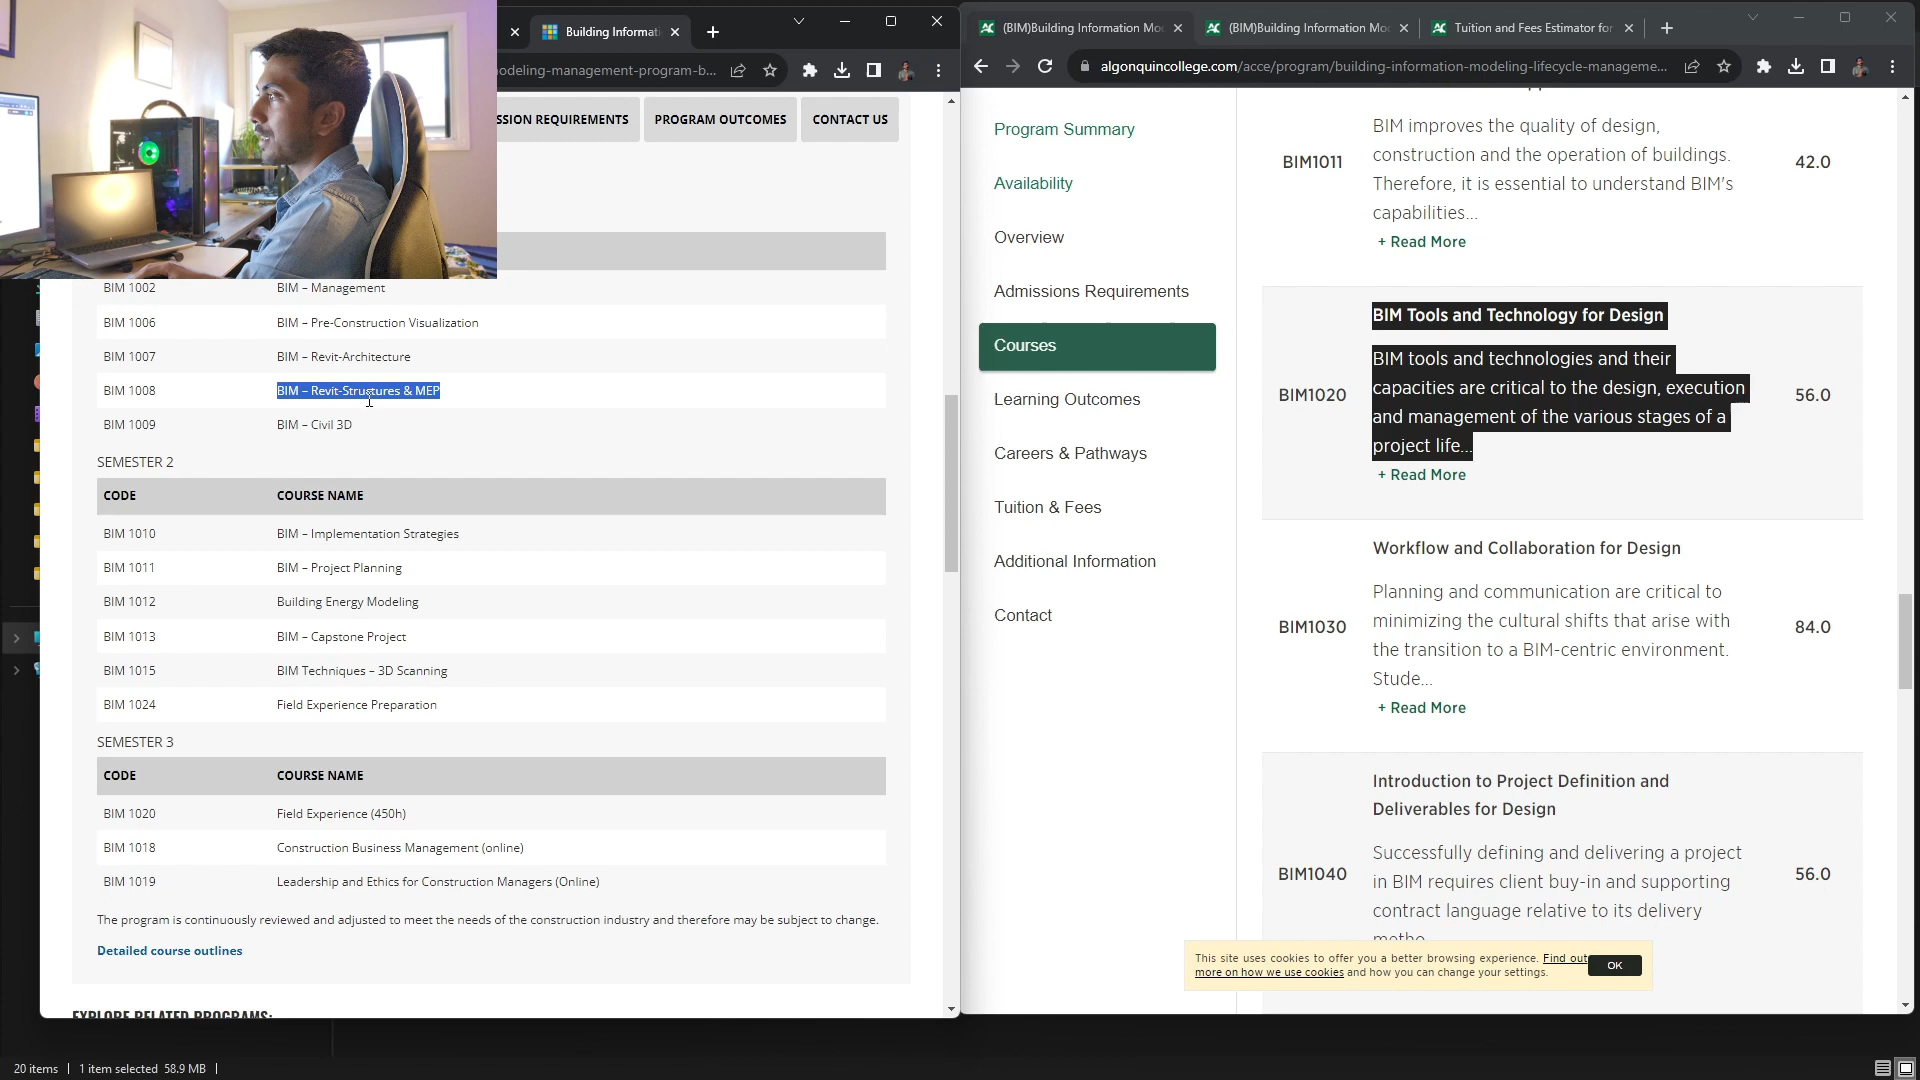 Building Informati
odeling-management-program-b...
SSION REQUIREMENTS
PROGRAM OUTCOMES
CONTACT US
BIM 1002 BIM – Management
BIM 1006 BIM – Pre-Construction Visualization
BIM 1007 BIM – Revit-Architecture
BIM 1008 BIM – Revit-Structures & MEP
BIM 1009 BIM – Civil 3D
SEMESTER 2
CODE COURSE NAME
BIM 1010 BIM – Implementation Strategies
BIM 1011 BIM – Project Planning
BIM 1012 Building Energy Modeling
BIM 1013 BIM – Capstone Project
BIM 1015 BIM Techniques – 3D Scanning
BIM 1024 Field Experience Preparation
SEMESTER 3
CODE COURSE NAME
BIM 1020 Field Experience (450h)
BIM 1018 Construction Business Management (online)
BIM 1019 Leadership and Ethics for Construction Managers (Online)
The program is continuously reviewed and adjusted to meet the needs of the construction industry and therefore may be subject to change.
Detailed course outlines
EXPLORE RELATED PROGRAMS:
20 items 1 item selected 58.9 MB
(BIM)Building Information Mo
(BIM)Building Information Mo
Tuition and Fees Estimator for
algonquincollege.com/acce/program/building-information-modeling-lifecycle-manageme...
Program Summary
Availability
Overview
Admissions Requirements
Courses
Learning Outcomes
Careers & Pathways
Tuition & Fees
Additional Information
Contact
BIM improves the quality of design,
construction and the operation of buildings.
BIM1011 42.0
Therefore, it is essential to understand BIM's
capabilities...
+ Read More
BIM Tools and Technology for Design
BIM tools and technologies and their
capacities are critical to the design, execution
BIM1020 56.0
and management of the various stages of a
project life...
+ Read More
Workflow and Collaboration for Design
Planning and communication are critical to
minimizing the cultural shifts that arise with
BIM1030 84.0
the transition to a BIM-centric environment.
Stude...
+ Read More
Introduction to Project Definition and
Deliverables for Design
Successfully defining and delivering a project
BIM1040 56.0
in BIM requires client buy-in and supporting
contract language relative to its delivery
metho
This site uses cookies to offer you a better browsing experience. Find out
more on how we use cookies and how you can change your settings.
OK